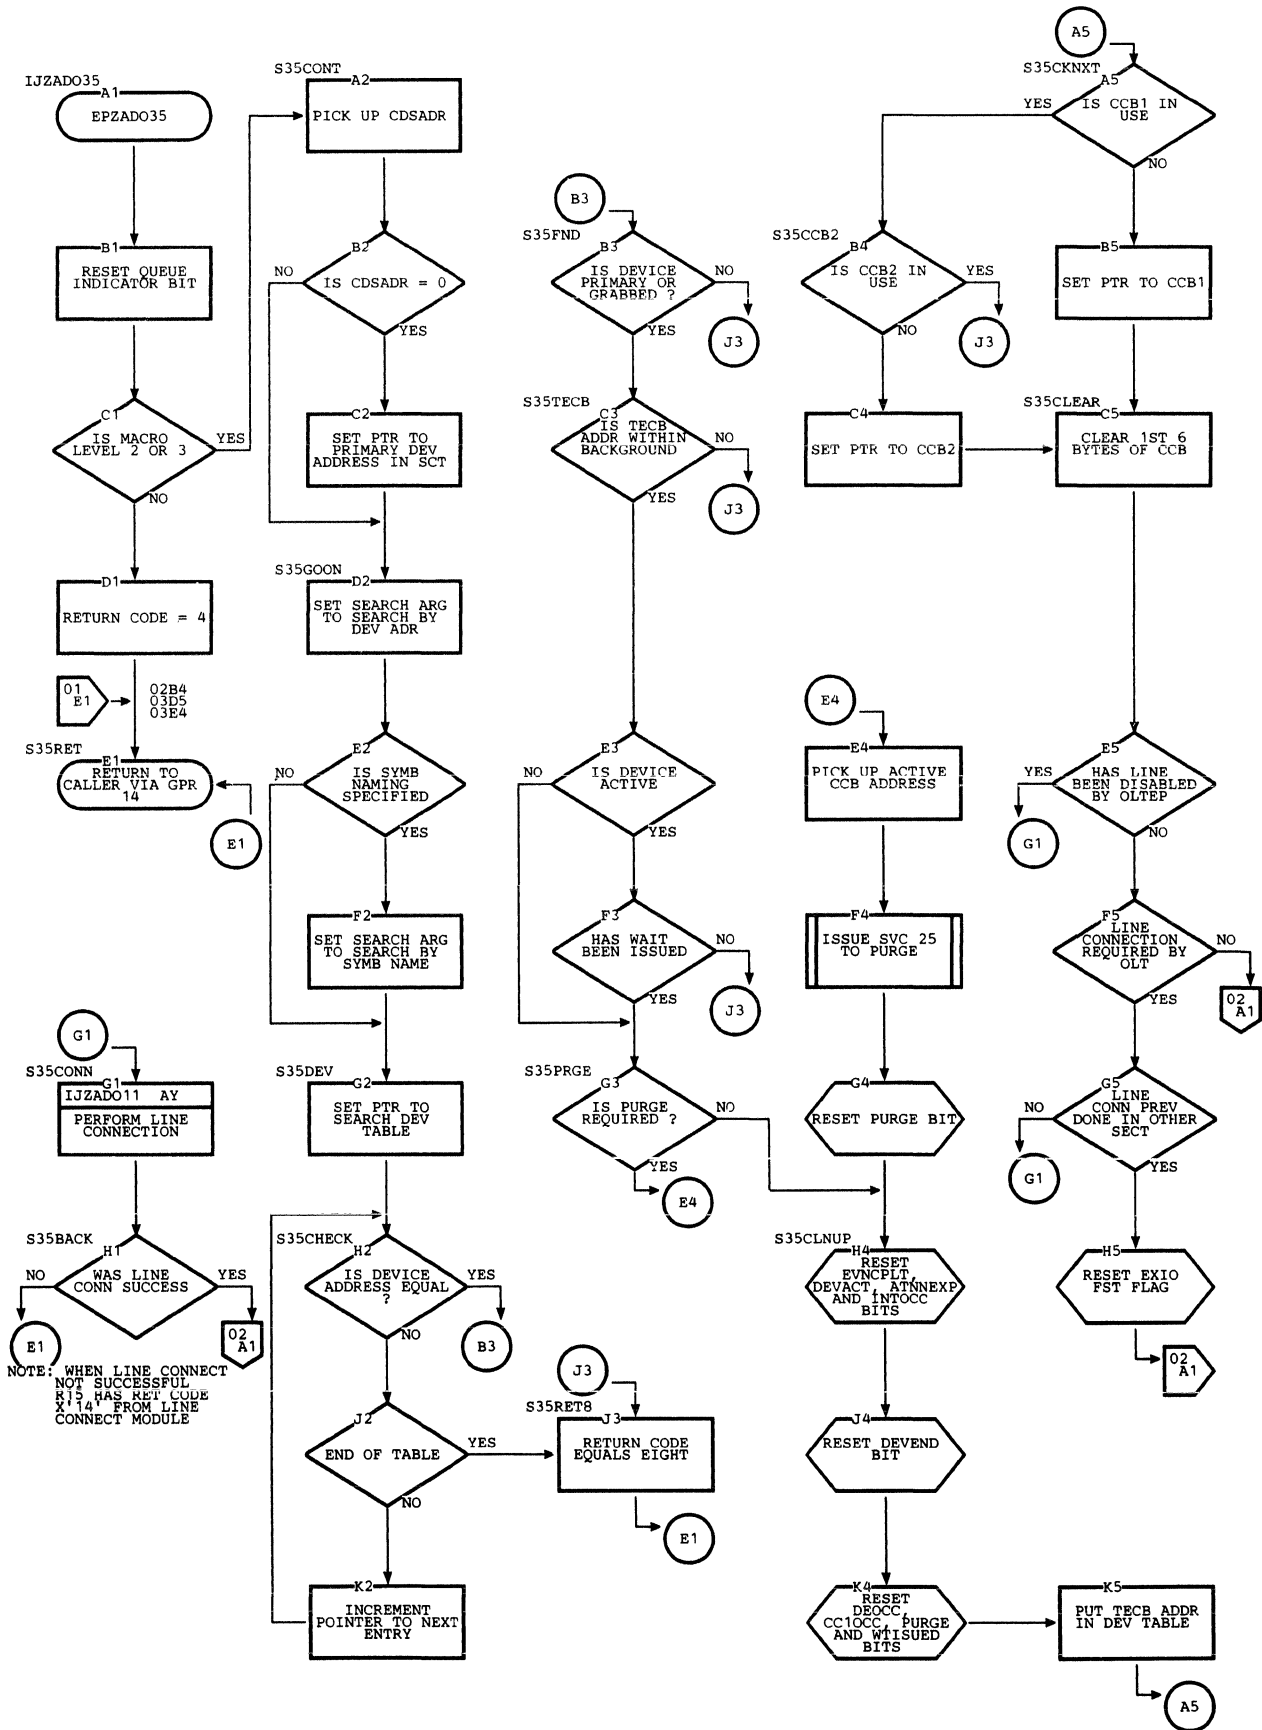 IJZADO35
A1
EPZADO35
B1
RESET QUEUE
INDICATOR BIT
C1
IS MACRO
LEVEL 2 OR 3
YES
NO
D1
RETURN CODE = 4
01
E1
02B4
03D5
03E4
S35RET
E1
RETURN TO
CALLER VIA GPR
14
E1
G1
S35CONN
G1
IJZADO11 AY
PERFORM LINE
CONNECTION
S35BACK
H1
NO
WAS LINE
CONN SUCCESS
YES
E1
02
A1
NOTE: WHEN LINE CONNECT
NOT SUCCESSFUL
R15 HAS RET CODE
X'14' FROM LINE
CONNECT MODULE
S35CONT
A2
PICK UP CDSADR
B2
NO
IS CDSADR = 0
YES
C2
SET PTR TO
PRIMARY DEV
ADDRESS IN SCT
S35GOON
D2
SET SEARCH ARG
TO SEARCH BY
DEV ADR
E2
NO
IS SYMB
NAMING
SPECIFIED
YES
F2
SET SEARCH ARG
TO SEARCH BY
SYMB NAME
S35DEV
G2
SET PTR TO
SEARCH DEV
TABLE
S35CHECK
H2
IS DEVICE
ADDRESS EQUAL
?
YES
NO
B3
J2
END OF TABLE
YES
NO
K2
INCREMENT
POINTER TO NEXT
ENTRY
B3
S35FND
B3
IS DEVICE
PRIMARY OR
GRABBED ?
NO
YES
J3
S35TECB
C3
IS TECB
ADDR WITHIN
BACKGROUND
NO
YES
J3
E3
NO
IS DEVICE
ACTIVE
YES
F3
HAS WAIT
BEEN ISSUED
NO
YES
J3
S35PRGE
G3
IS PURGE
REQUIRED ?
NO
YES
E4
J3
S35RET8
J3
RETURN CODE
EQUALS EIGHT
E1
S35CCB2
B4
IS CCB2 IN
USE
YES
NO
J3
C4
SET PTR TO CCB2
E4
E4
PICK UP ACTIVE
CCB ADDRESS
F4
ISSUE SVC 25
TO PURGE
G4
RESET PURGE BIT
S35CLNUP
H4
RESET
EVNCPLT,
DEVACT, ATNNEXP
AND INTOCC
BITS
J4
RESET DEVEND
BIT
K4
RESET
DEOCC,
CC1OCC, PURGE
AND WTISUED
BITS
A5
S35CKNXT
A5
YES
IS CCB1 IN
USE
NO
B5
SET PTR TO CCB1
S35CLEAR
C5
CLEAR 1ST 6
BYTES OF CCB
E5
YES
HAS LINE
BEEN DISABLED
BY OLTEP
NO
G1
F5
LINE
CONNECTION
REQUIRED BY
OLT
NO
YES
02
A1
G5
NO
LINE
CONN PREV
DONE IN OTHER
SECT
YES
G1
H5
RESET EXIO
FST FLAG
02
A1
K5
PUT TECB ADDR
IN DEV TABLE
A5